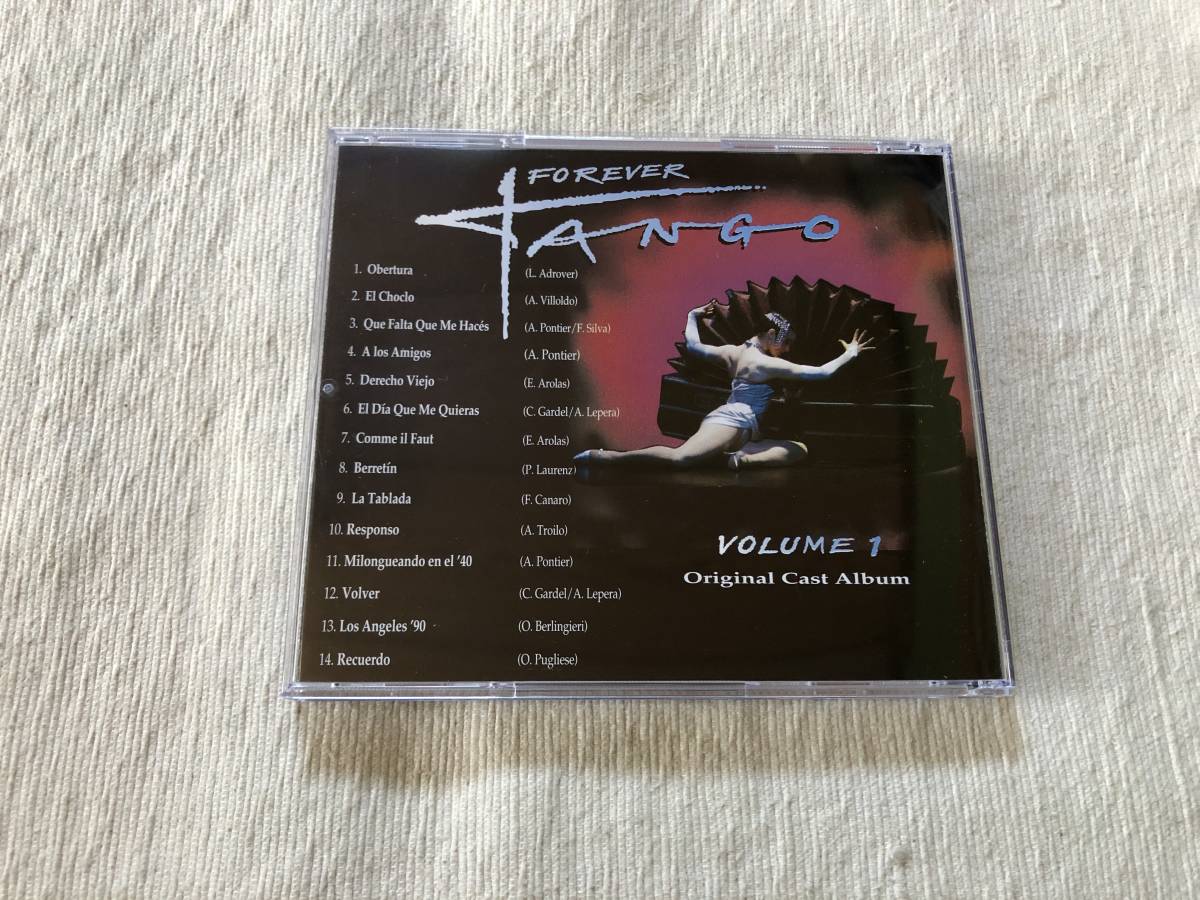 FOREVER
TANGO
1. Obertura (L. Adrover)
2. El Choclo (A. Villoldo)
3. Que Falta Que Me Hacés (A. Pontier/F. Silva)
4. A los Amigos (A. Pontier)
5. Derecho Viejo (E. Arolas)
6. El Día Que Me Quieras (C. Gardel/A. Lepera)
7. Comme il Faut (E. Arolas)
8. Berretín (P. Laurenz)
9. La Tablada (F. Canaro)
10. Responso (A. Troilo)
11. Milongueando en el '40 (A. Pontier)
12. Volver (C. Gardel/A. Lepera)
13. Los Angeles '90 (O. Berlingieri)
14. Recuerdo (O. Pugliese)
VOLUME 1
Original Cast Album